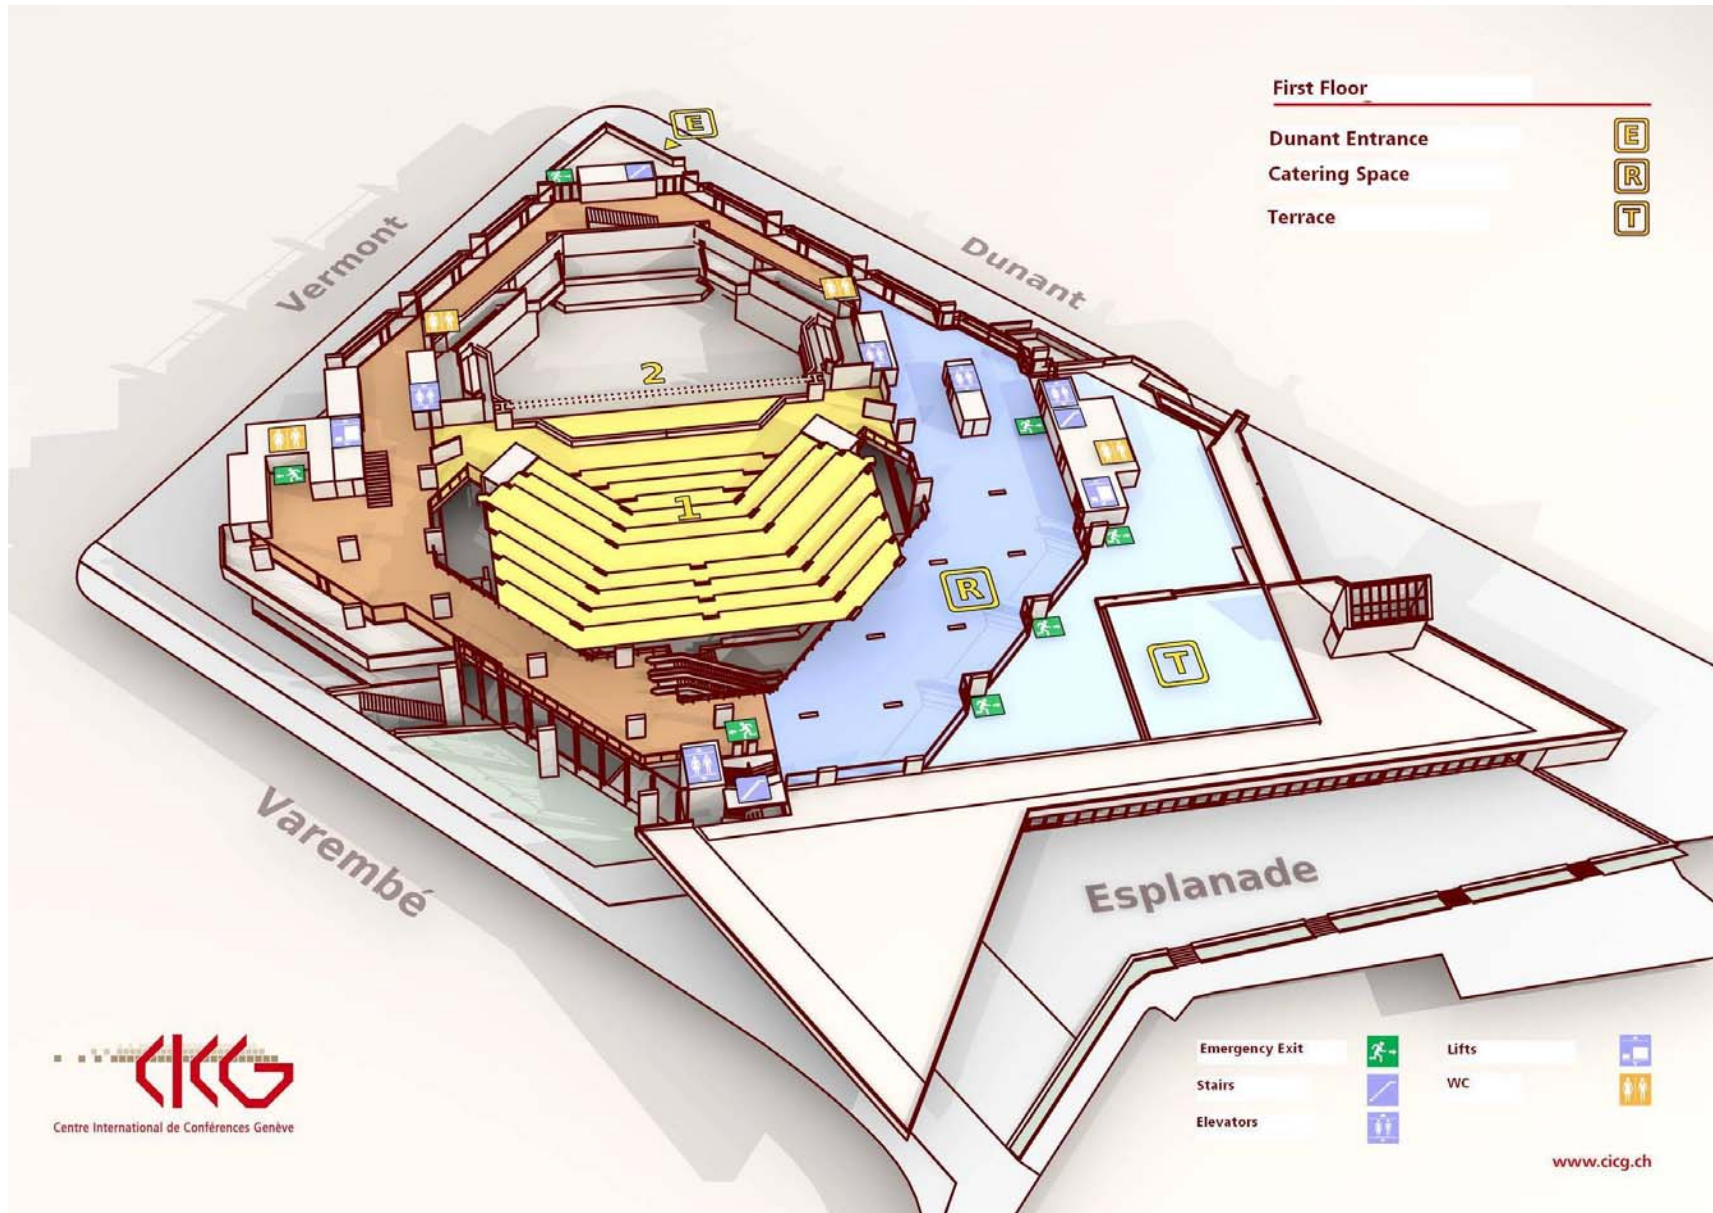 First Floor
Dunant Entrance E
Catering Space R
Terrace T
E
Vermont
Dunant
2
1
R
T
Varembé
Esplanade
CICG
Centre International de Conférences Genève
Emergency Exit
Lifts
Stairs
WC
Elevators
www.cicg.ch